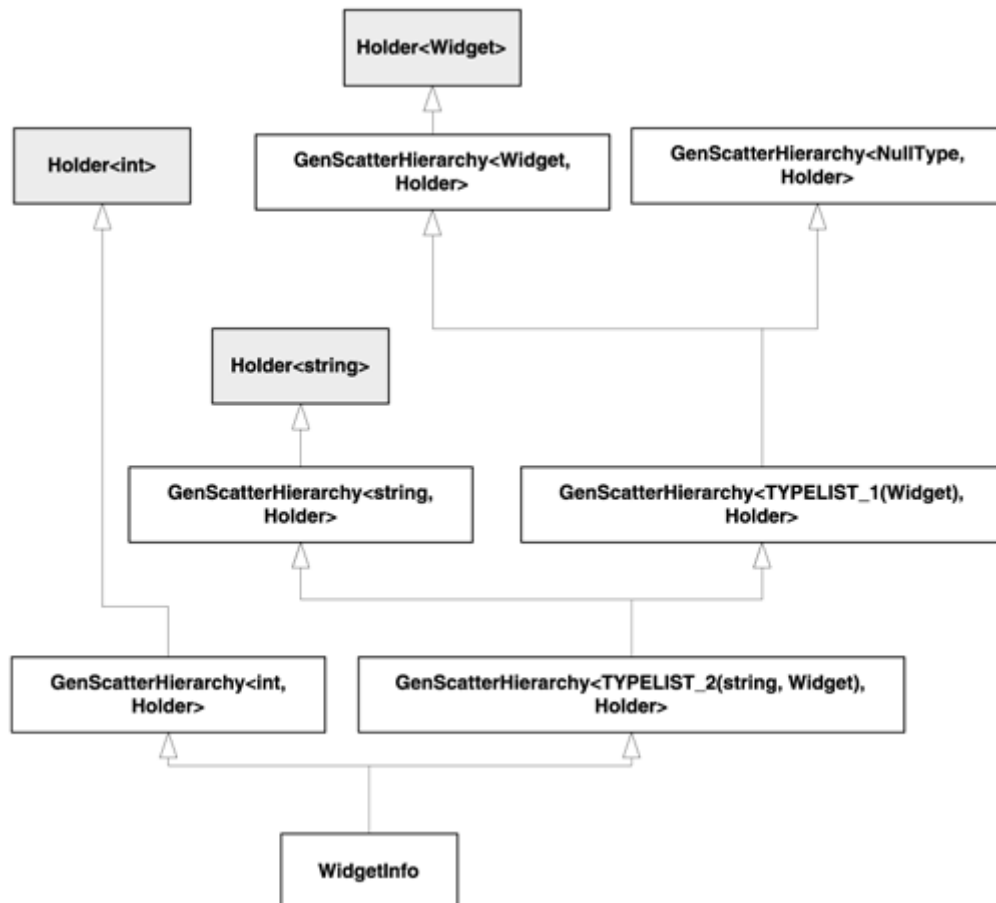 Holder<Widget>
Holder<int>
GenScatterHierarchy<Widget,
Holder>
GenScatterHierarchy<NullType,
Holder>
Holder<string>
GenScatterHierarchy<string,
Holder>
GenScatterHierarchy<TYPELIST_1(Widget),
Holder>
GenScatterHierarchy<int,
Holder>
GenScatterHierarchy<TYPELIST_2(string, Widget),
Holder>
WidgetInfo